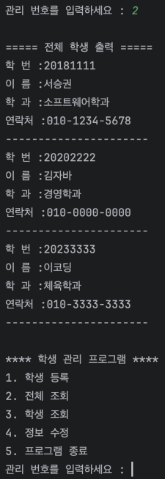 관리 번호를 입력하세요 : 2
===== 전체 학생 출력 =====
학 번 :20181111
이 름 :서승권
학 과 :소프트웨어학과
연락처 :010-1234-5678
-----------------------
학 번 :20202222
이 름 :김자바
학 과 :경영학과
연락처 :010-0000-0000
-----------------------
학 번 :20233333
이 름 :이코딩
학 과 :체육학과
연락처 :010-3333-3333
-----------------------
**** 학생 관리 프로그램 ****
1. 학생 등록
2. 전체 조회
3. 학생 조회
4. 정보 수정
5. 프로그램 종료
관리 번호를 입력하세요 :